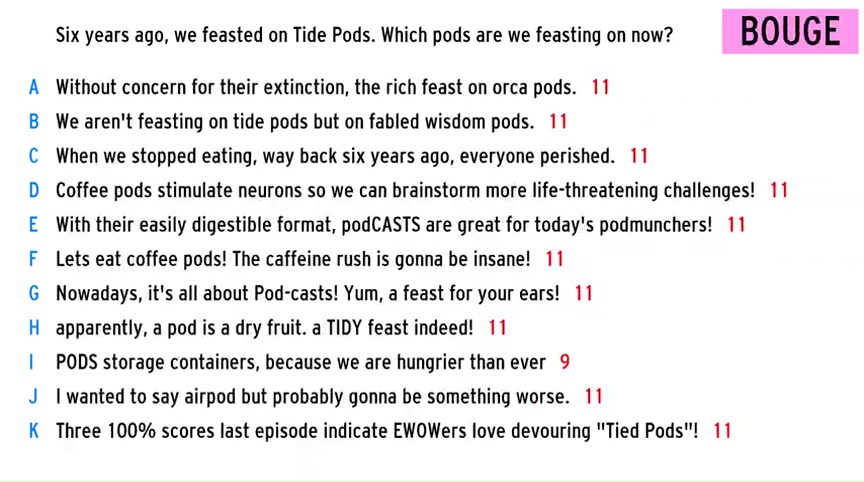 Six years ago, we feasted on Tide Pods. Which pods are we feasting on now?
BOUGE
A Without concern for their extinction, the rich feast on orca pods. 11
B We aren't feasting on tide pods but on fabled wisdom pods. 11
C When we stopped eating, way back six years ago, everyone perished. 11
D Coffee pods stimulate neurons so we can brainstorm more life-threatening challenges! 11
E With their easily digestible format, podCASTS are great for today's podmunchers! 11
F Lets eat coffee pods! The caffeine rush is gonna be insane! 11
G Nowadays, it's all about Pod-casts! Yum, a feast for your ears! 11
H apparently, a pod is a dry fruit. a TIDY feast indeed! 11
I PODS storage containers, because we are hungrier than ever 9
J I wanted to say airpod but probably gonna be something worse. 11
K Three 100% scores last episode indicate EWOWers love devouring "Tied Pods"! 11